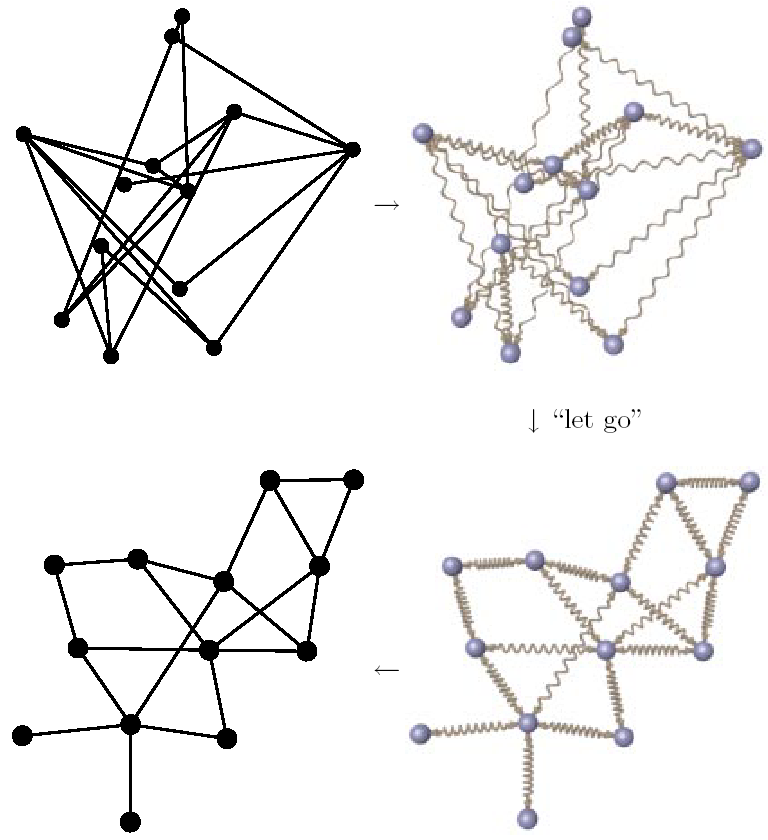 →
↓ “let go”
←